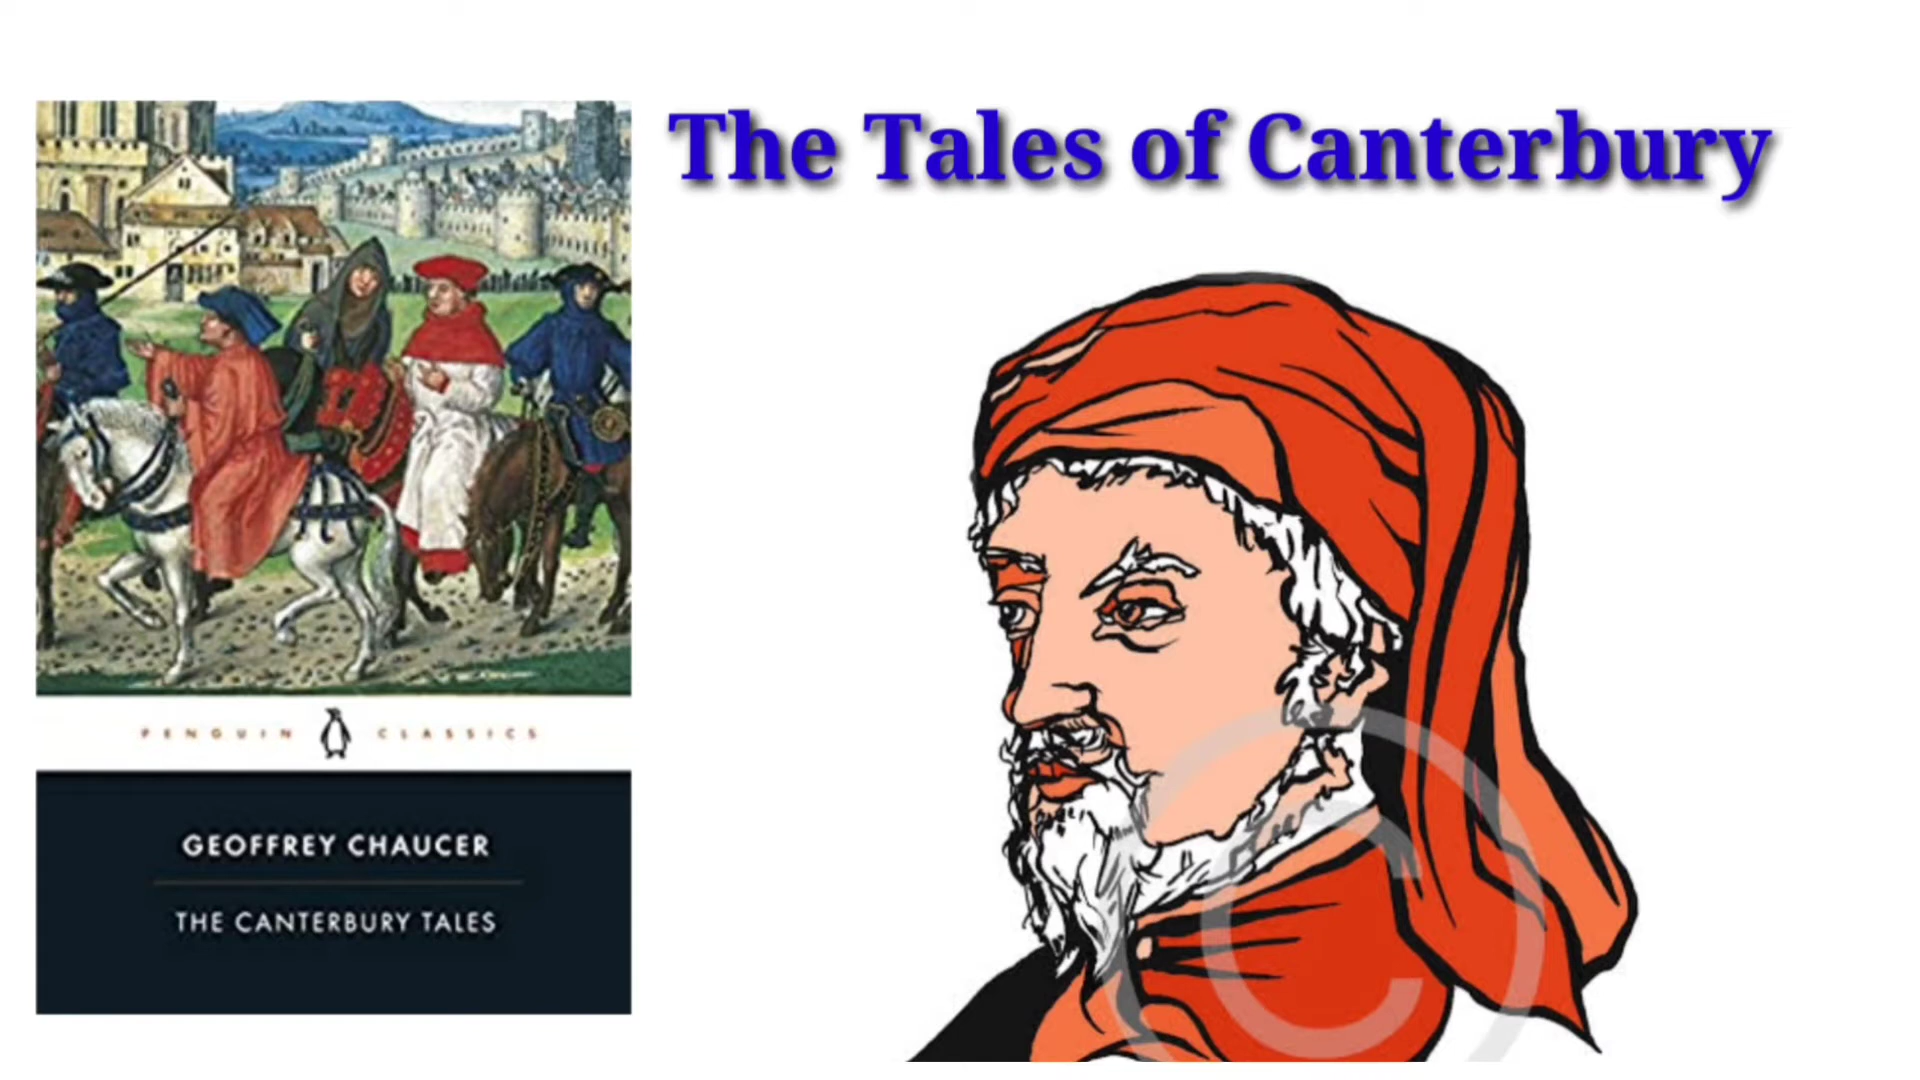 The Tales of Canterbury
PENGUIN CLASSICS
GEOFFREY CHAUCER
THE CANTERBURY TALES